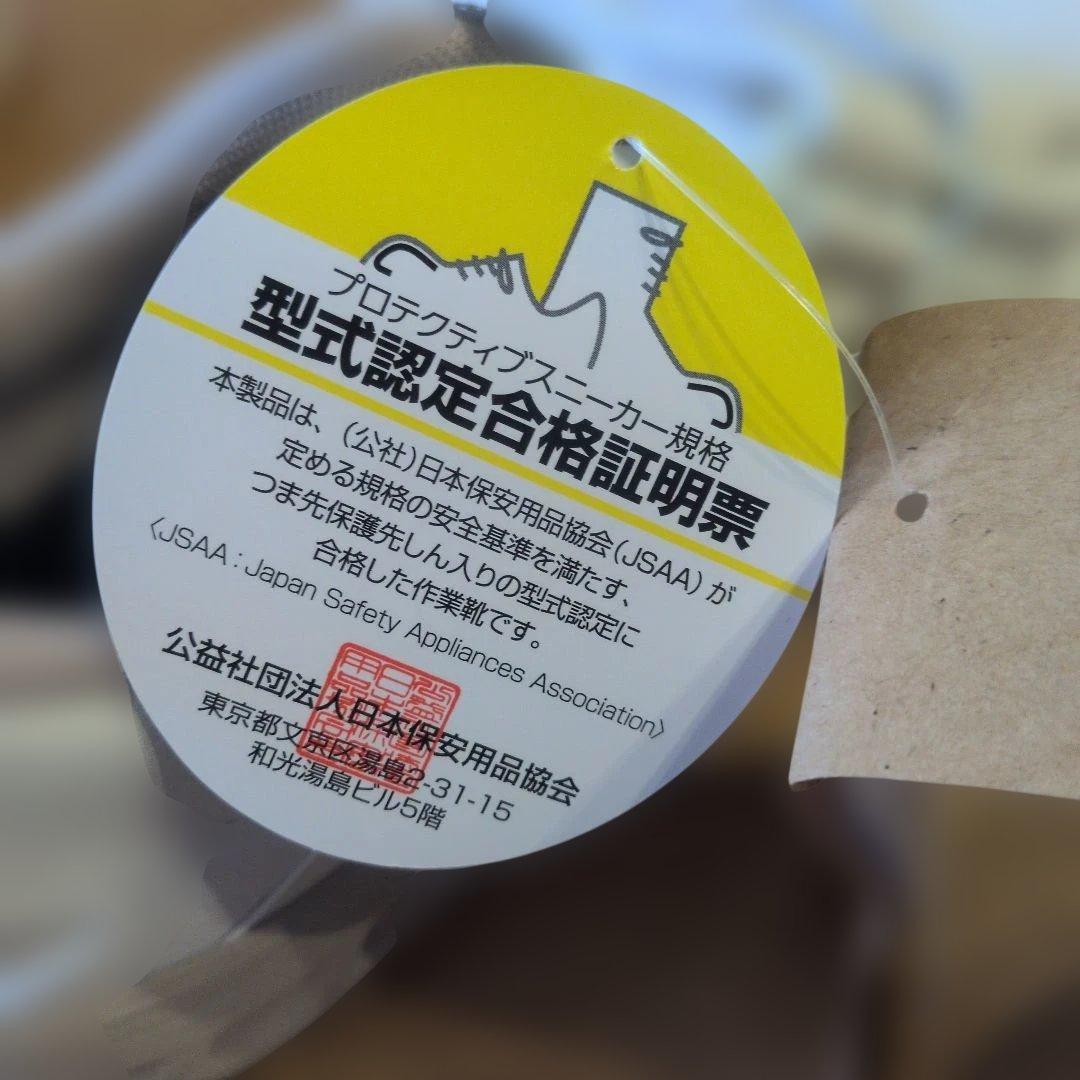 プロテクティブスニーカー規格
型式認定合格証明票
本製品は、(公社)日本保安用品協会(JSAA)が
定める規格の安全基準を満たす、
つま先保護先しん入りの型式認定に
合格した作業靴です。
〈JSAA : Japan Safety Appliances Association〉
公益社団法人日本保安用品協会
東京都文京区湯島2-31-15
和光湯島ビル5階